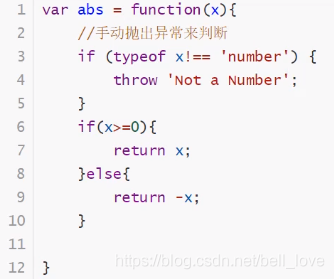 1 var abs = function(x){
2     //手动抛出异常来判断
3     if (typeof x!== 'number') {
4         throw 'Not a Number';
5     }
6     if(x>=0){
7         return x;
8     }else{
9         return -x;
10     }
11
12 }
https://blog.csdn.net/bell_love